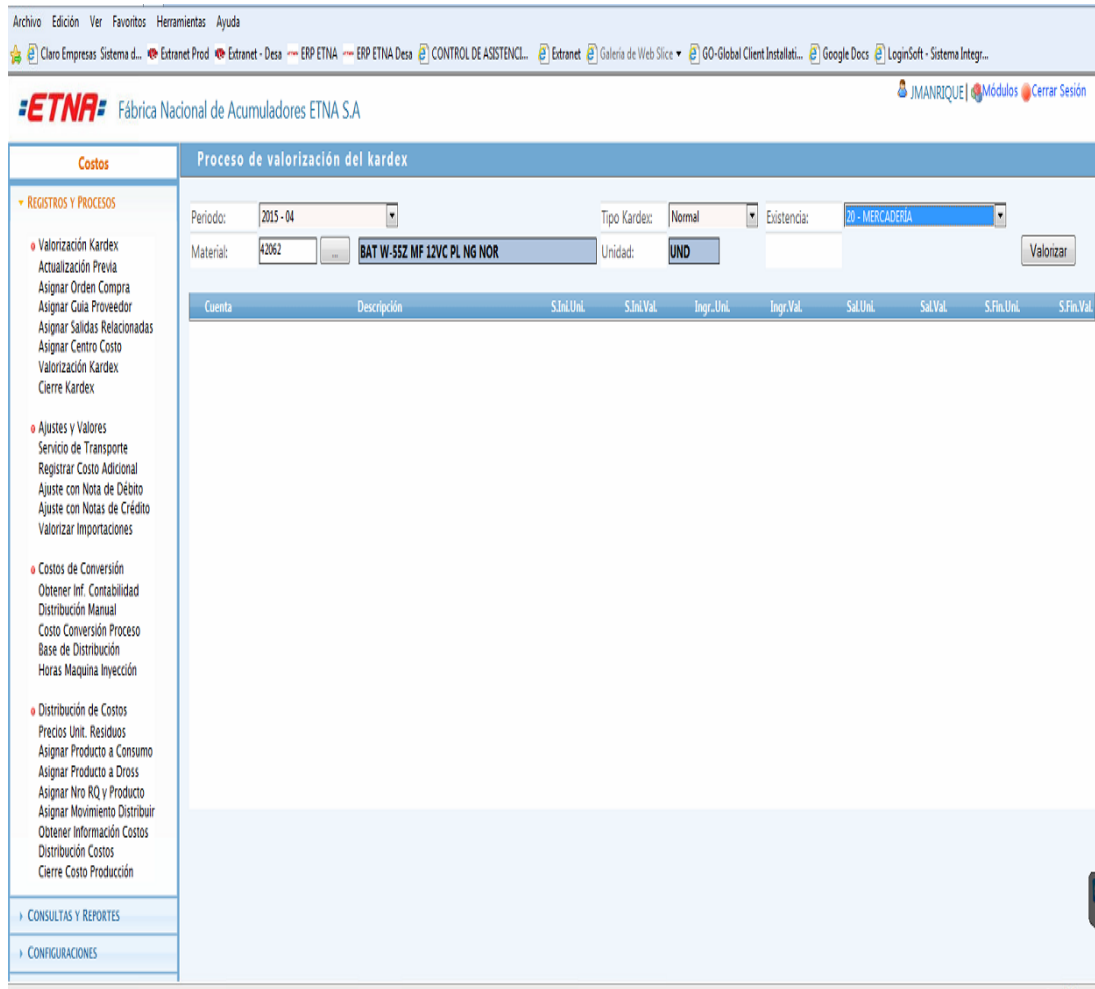 Archivo Edición Ver Favoritos Herramientas Ayuda
Claro Empresas Sistema d... Extranet Prod Extranet - Desa ERP ETNA ERP ETNA Desa CONTROL DE ASISTENCI... Extranet Galería de Web Slice GO-Global Client Installati... Google Docs LoginSoft - Sistema Integr...
ETNA Fábrica Nacional de Acumuladores ETNA S.A
JMANRIQUE | Módulos Cerrar Sesión
Costos
Proceso de valorización del kardex
REGISTROS Y PROCESOS
Valorización Kardex
Actualización Previa
Asignar Orden Compra
Asignar Guia Proveedor
Asignar Salidas Relacionadas
Asignar Centro Costo
Valorización Kardex
Cierre Kardex
Ajustes y Valores
Servicio de Transporte
Registrar Costo Adicional
Ajuste con Nota de Débito
Ajuste con Notas de Crédito
Valorizar Importaciones
Costos de Conversión
Obtener Inf. Contabilidad
Distribución Manual
Costo Conversión Proceso
Base de Distribución
Horas Maquina Inyección
Distribución de Costos
Precios Unit. Residuos
Asignar Producto a Consumo
Asignar Producto a Dross
Asignar Nro RQ y Producto
Asignar Movimiento Distribuir
Obtener Información Costos
Distribución Costos
Cierre Costo Producción
CONSULTAS Y REPORTES
CONFIGURACIONES
Periodo: 2015 - 04 Tipo Kardex: Normal Existencia: 20 - MERCADERÍA
Material: 42062 ... BAT W-55Z MF 12VC PL NG NOR Unidad: UND Valorizar
Cuenta Descripción S.Ini.Uni. S.Ini.Val. Ingr..Uni. Ingr.Val. Sal.Uni. Sal.Val. S.Fin.Uni. S.Fin.Val.